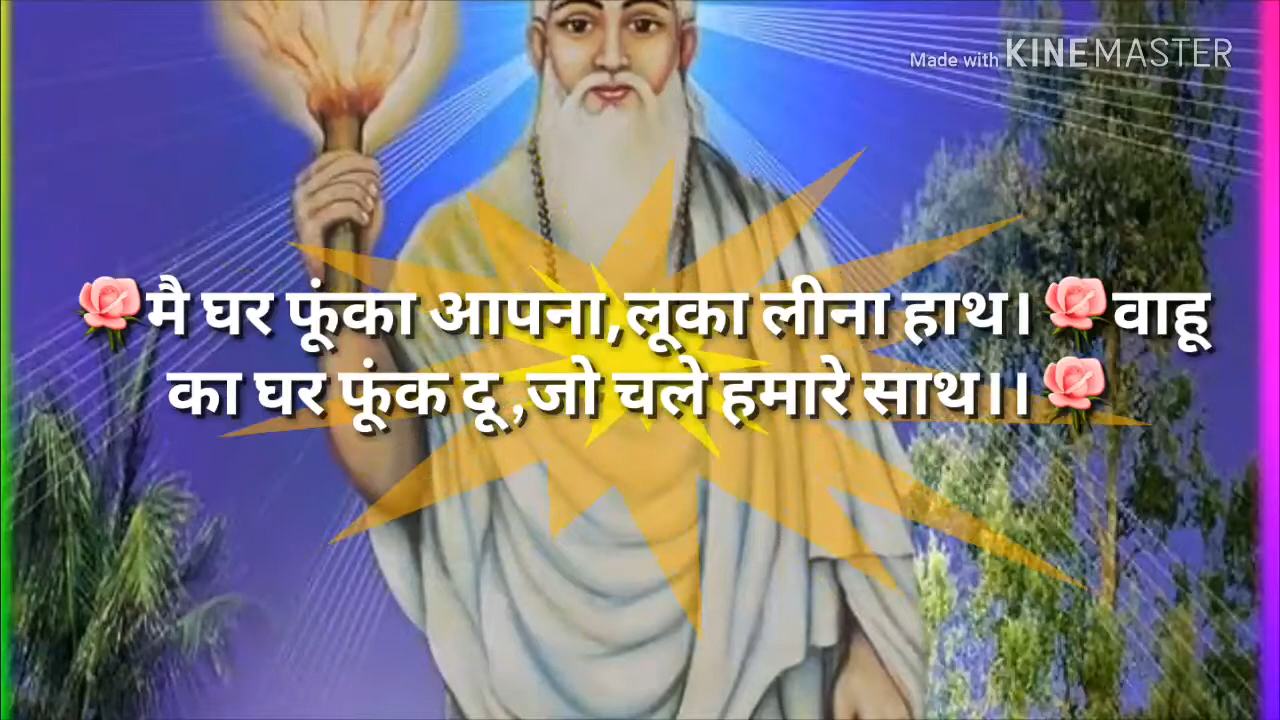 Made with KINEMASTER
🌹मै घर फूंका आपना,लूका लीना हाथ। 🌹वाहू
का घर फूंक दू ,जो चले हमारे साथ।।🌹